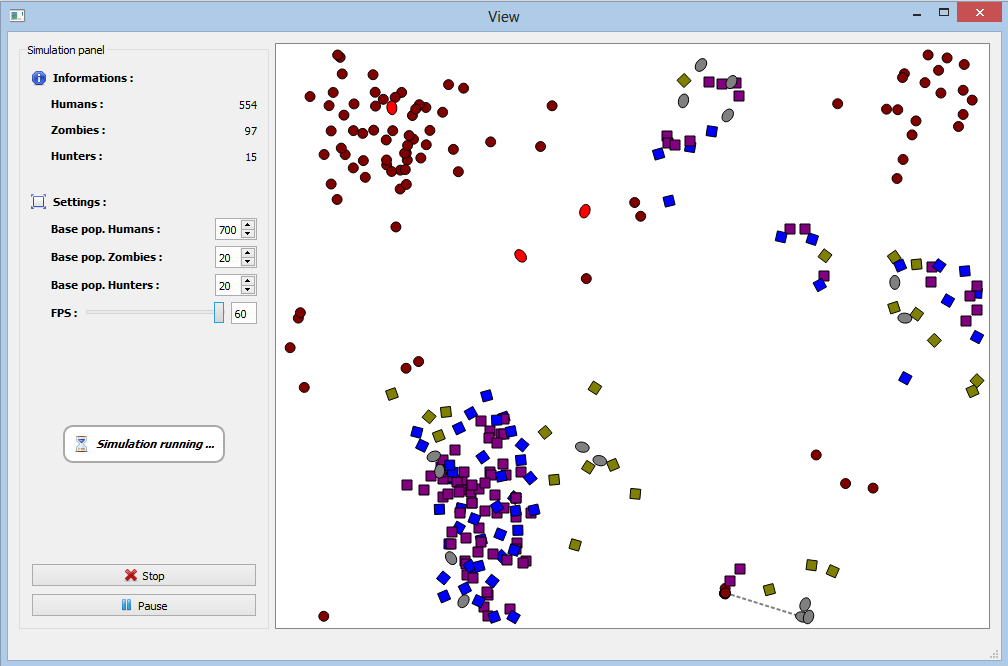 View
Simulation panel
Informations :
Humans : 554
Zombies : 97
Hunters : 15
Settings :
Base pop. Humans : 700
Base pop. Zombies : 20
Base pop. Hunters : 20
FPS : 60
Simulation running ...
Stop
Pause